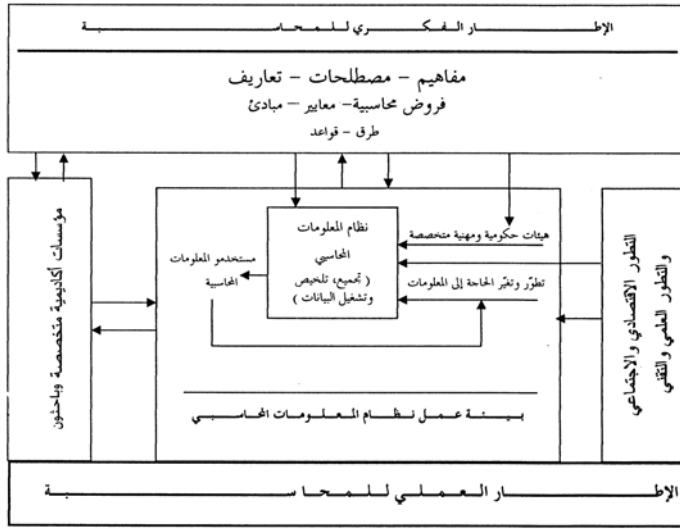 الإطار الفكري للمحاسبة
مفاهيم – مصطلحات – تعاريف
فروض محاسبية – معايير – مبادئ
طرق – قواعد
التطور الاقتصادي والاجتماعي
والتطور العلمي والتقني
هيئات حكومية ومهنية متخصصة
تطوّر وتغيّر الحاجة إلى المعلومات
نظام المعلومات
المحاسبي
( تجميع، تلخيص
وتشغيل البيانات )
مستخدمو المعلومات
المحاسبية
مؤسسات أكاديمية متخصصة وباحثون
بيئة عمل نظام المعلومات المحاسبي
الإطار العملي للمحاسبة